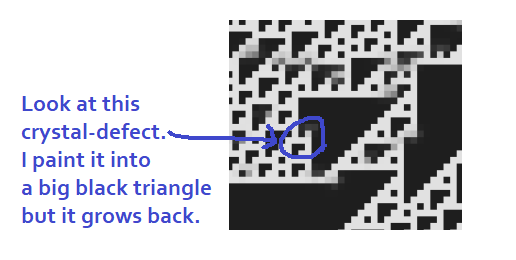 Look at this
crystal-defect.
I paint it into
a big black triangle
but it grows back.